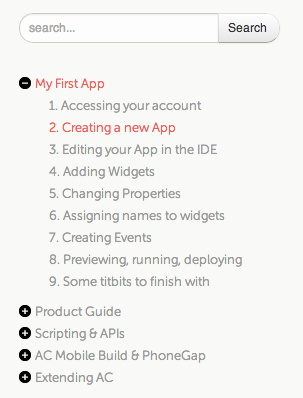 search... Search
My First App
1. Accessing your account
2. Creating a new App
3. Editing your App in the IDE
4. Adding Widgets
5. Changing Properties
6. Assigning names to widgets
7. Creating Events
8. Previewing, running, deploying
9. Some titbits to finish with
Product Guide
Scripting & APIs
AC Mobile Build & PhoneGap
Extending AC